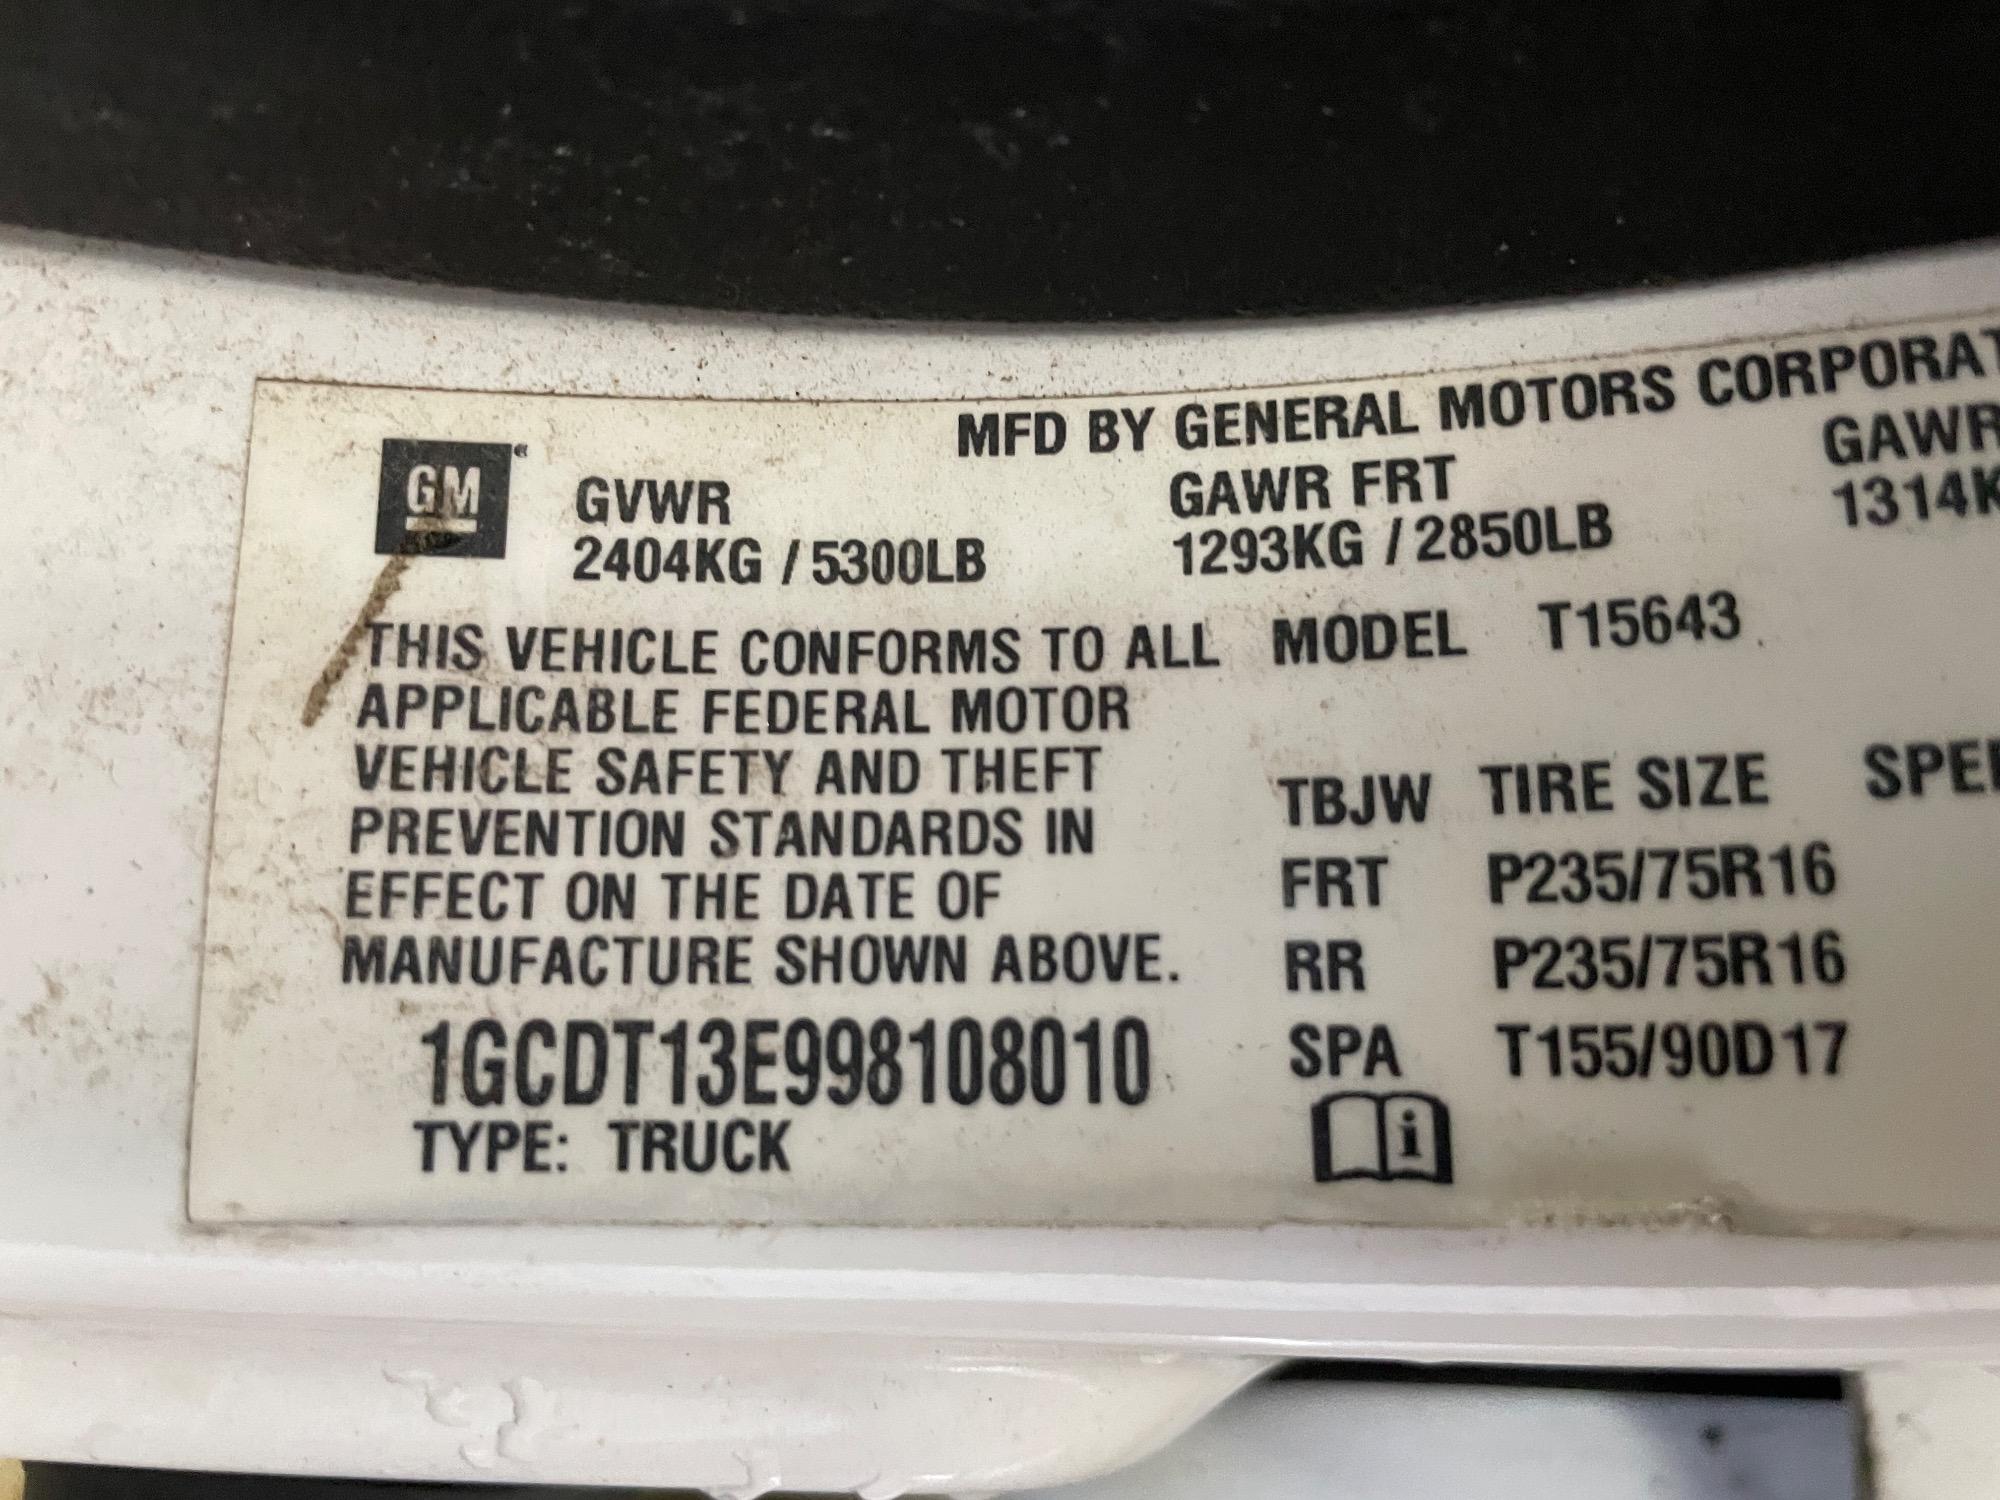 MFD BY GENERAL MOTORS CORPORAT
GM
GVWR GAWR FRT GAWR
2404KG / 5300LB 1293KG / 2850LB 1314K
THIS VEHICLE CONFORMS TO ALL MODEL T15643
APPLICABLE FEDERAL MOTOR
VEHICLE SAFETY AND THEFT
PREVENTION STANDARDS IN
EFFECT ON THE DATE OF
MANUFACTURE SHOWN ABOVE.
TBJW TIRE SIZE SPE
FRT P235/75R16
RR P235/75R16
SPA T155/90D17
1GCDT13E998108010
TYPE: TRUCK
i